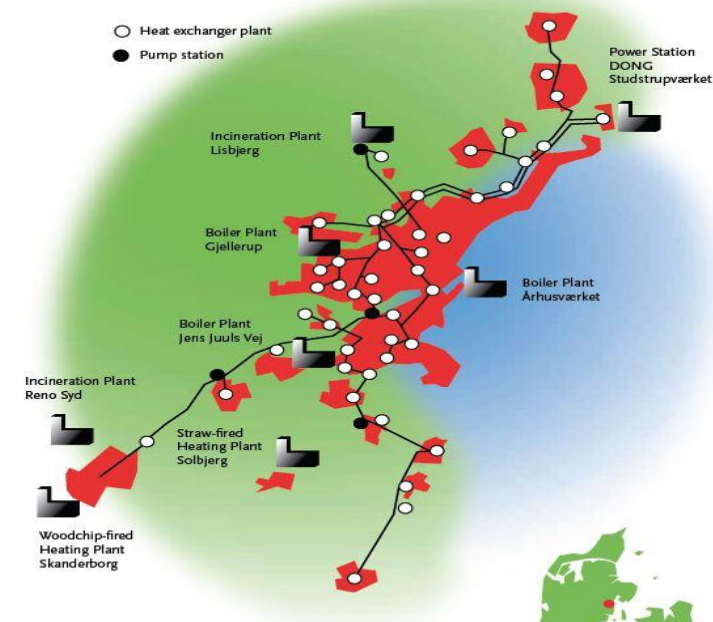 Heat exchanger plant
Pump station
Power Station
DONG
Studstrupværket
Incineration Plant
Lisbjerg
Boiler Plant
Gjellerup
Boiler Plant
Århusværket
Boiler Plant
Jens Juuls Vej
Incineration Plant
Reno Syd
Straw-fired
Heating Plant
Solbjerg
Woodchip-fired
Heating Plant
Skanderborg